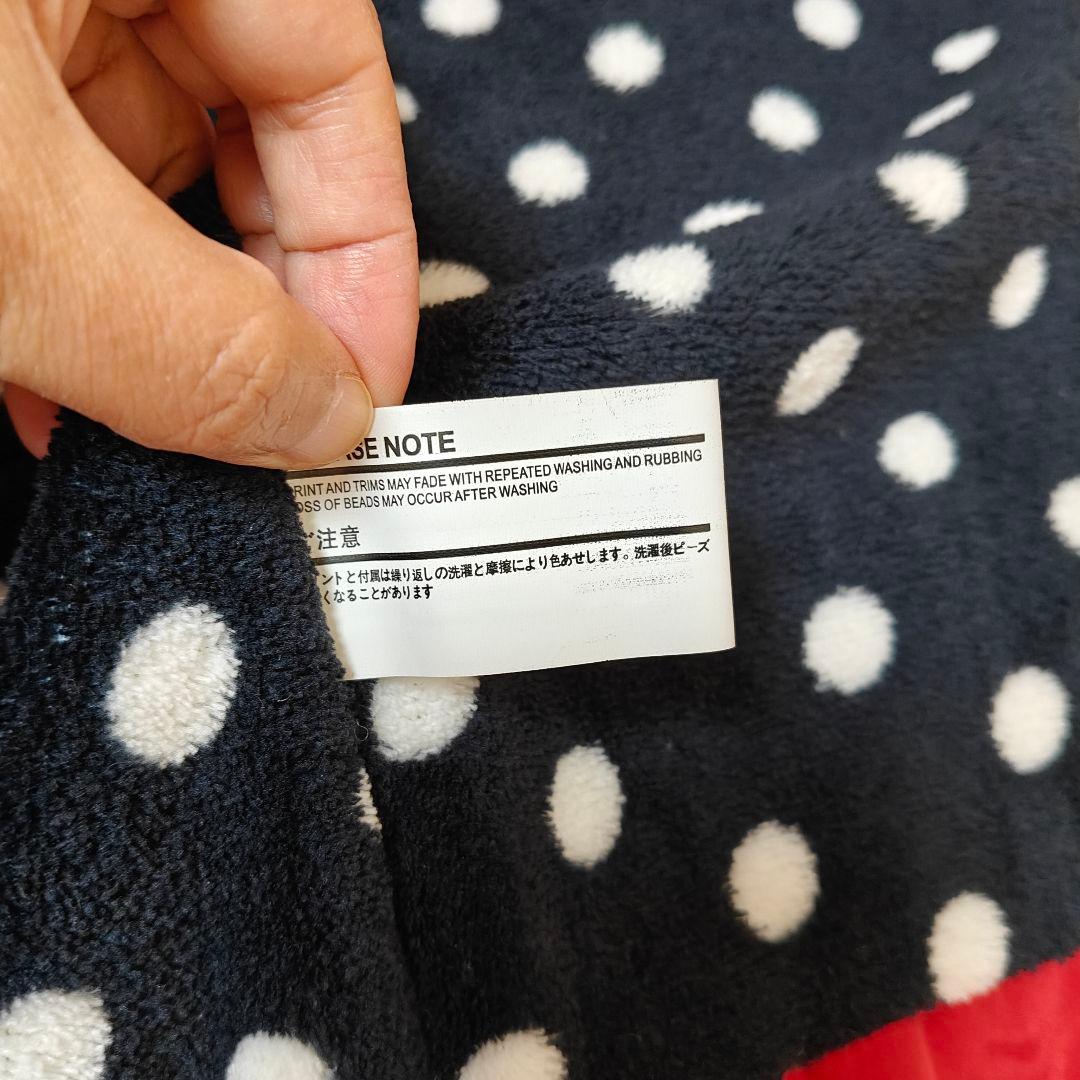 ASE NOTE
RINT AND TRIMS MAY FADE WITH REPEATED WASHING AND RUBBING
OSS OF BEADS MAY OCCUR AFTER WASHING
ご注意
ントと付属は繰り返しの洗濯と摩擦により色あせします。洗濯後ビーズ
くなることがあります